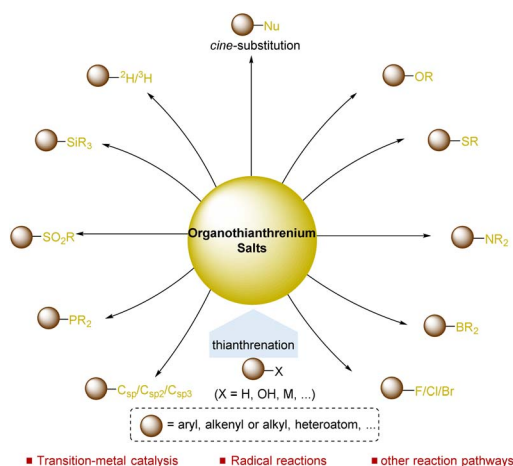 Nu
cine-substitution
²H/³H
OR
SiR₃
SR
Organothianthrenium
Salts
SO₂R
NR₂
PR₂
BR₂
thianthrenation
X
Csp/Csp2/Csp3
F/Cl/Br
(X = H, OH, M, ...)
= aryl, alkenyl or alkyl, heteroatom, ...
Transition-metal catalysis
Radical reactions
other reaction pathways